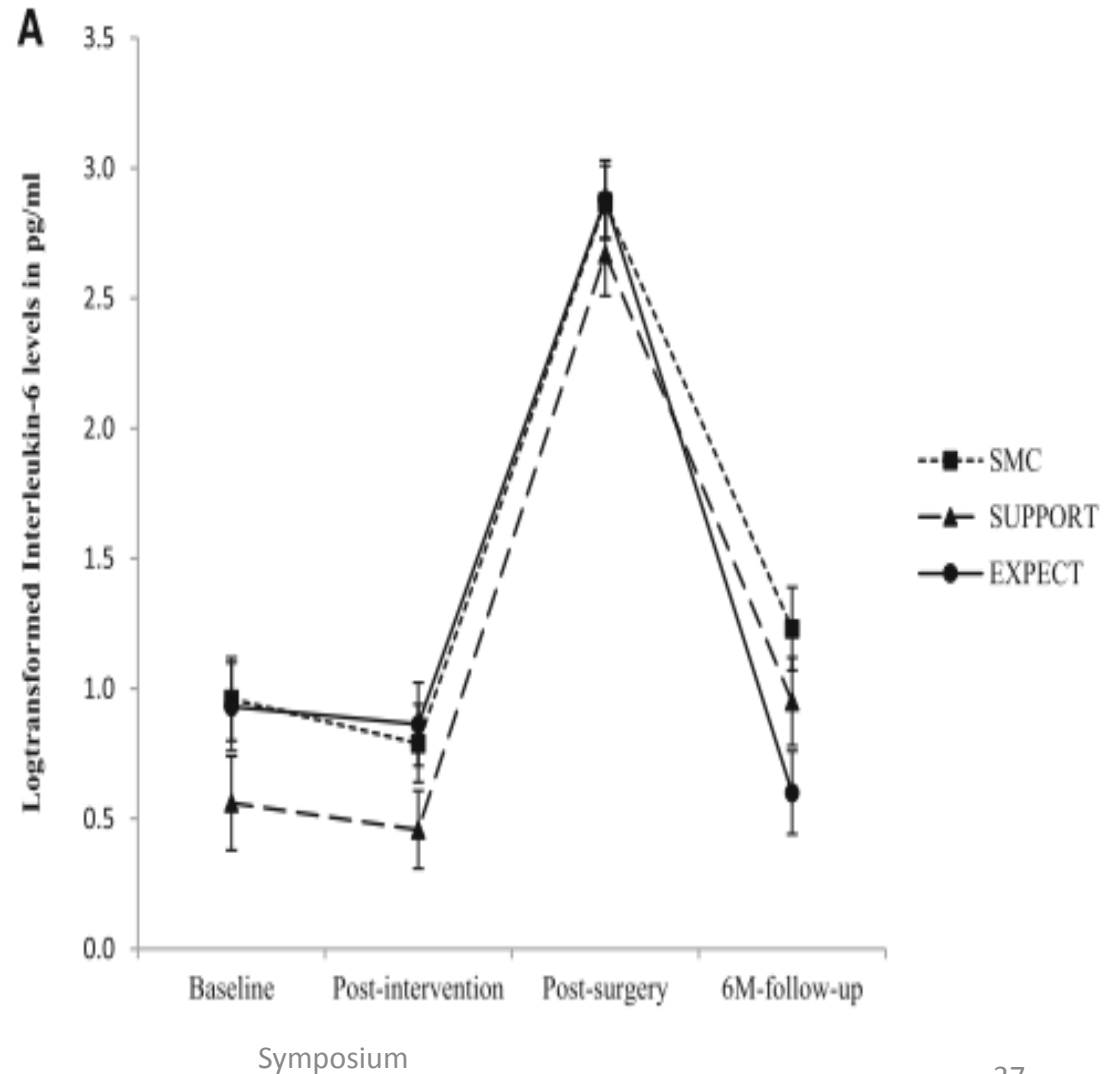 A
3.5
3.0
2.5
2.0
1.5
1.0
0.5
0.0
Logtransformed Interleukin-6 levels in pg/ml
SMC
SUPPORT
EXPECT
Baseline Post-intervention Post-surgery 6M-follow-up
Symposium